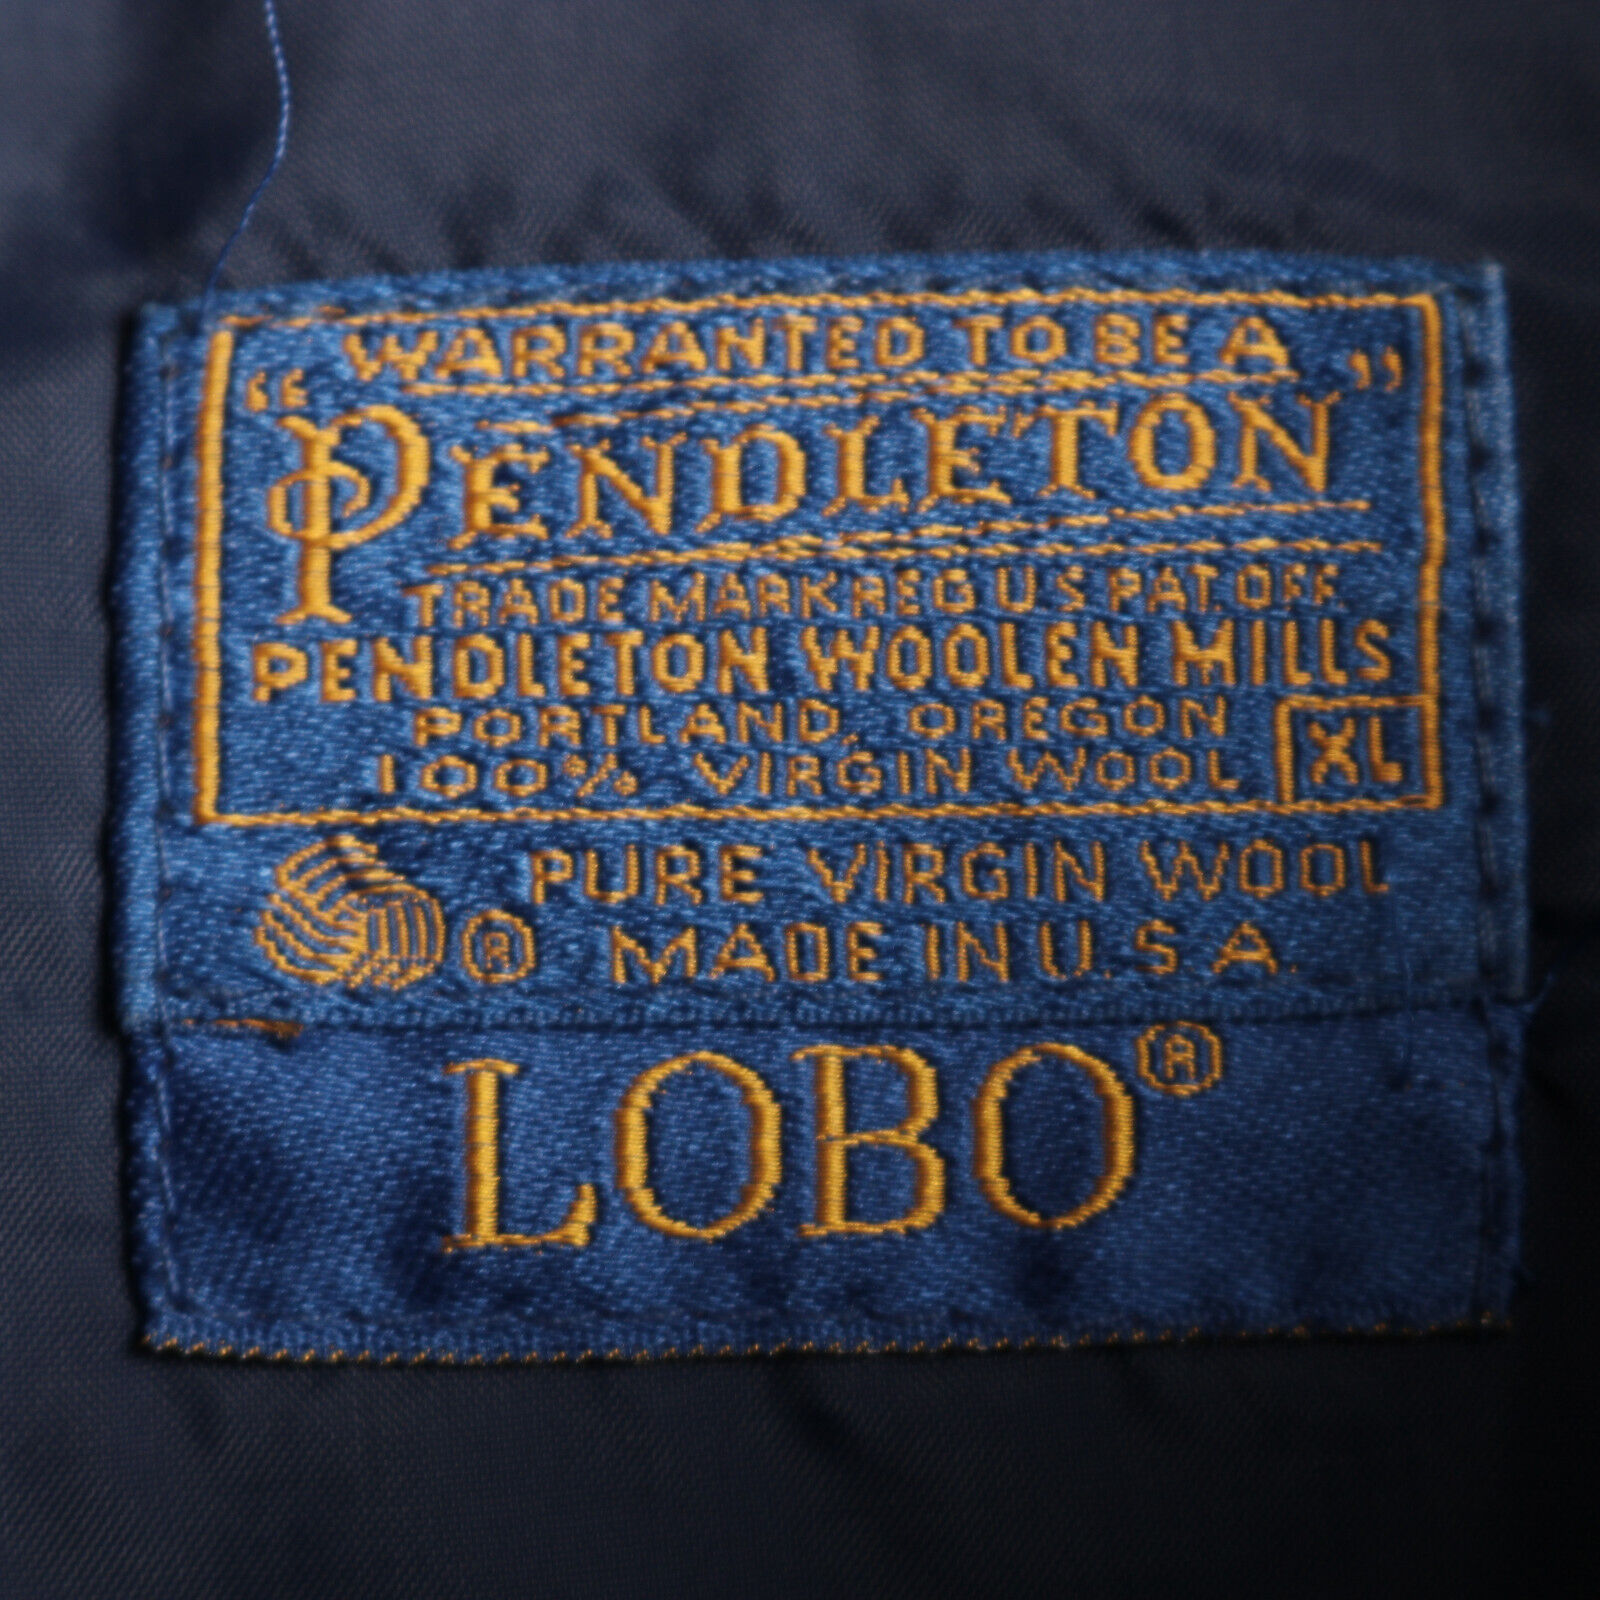 WARRANTED TO BE A
“PENDLETON”
TRADE MARK REG U.S. PAT. OFF.
PENDLETON WOOLEN MILLS
PORTLAND, OREGON
100% VIRGIN WOOL XL
PURE VIRGIN WOOL
® MADE IN U.S.A.
LOBO®